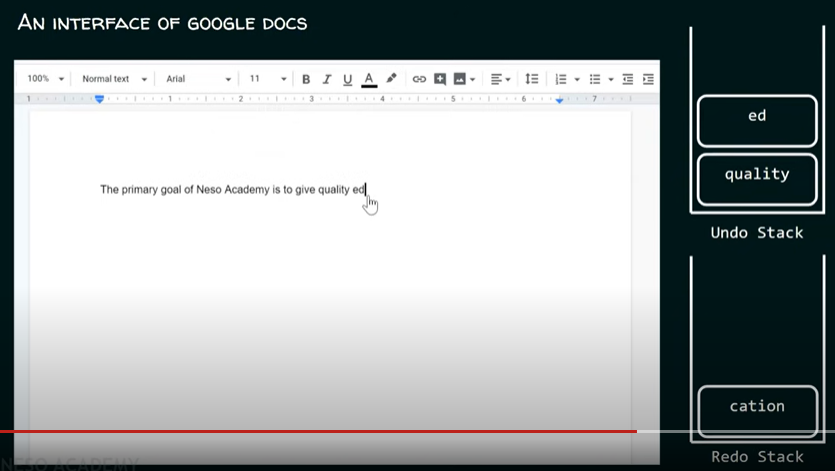 An interface of google docs
100% Normal text Arial 11 B I U A
1 1 2 3 4 5 6 7
The primary goal of Neso Academy is to give quality ed
ed
quality
Undo Stack
cation
Redo Stack
NESO ACADEMY